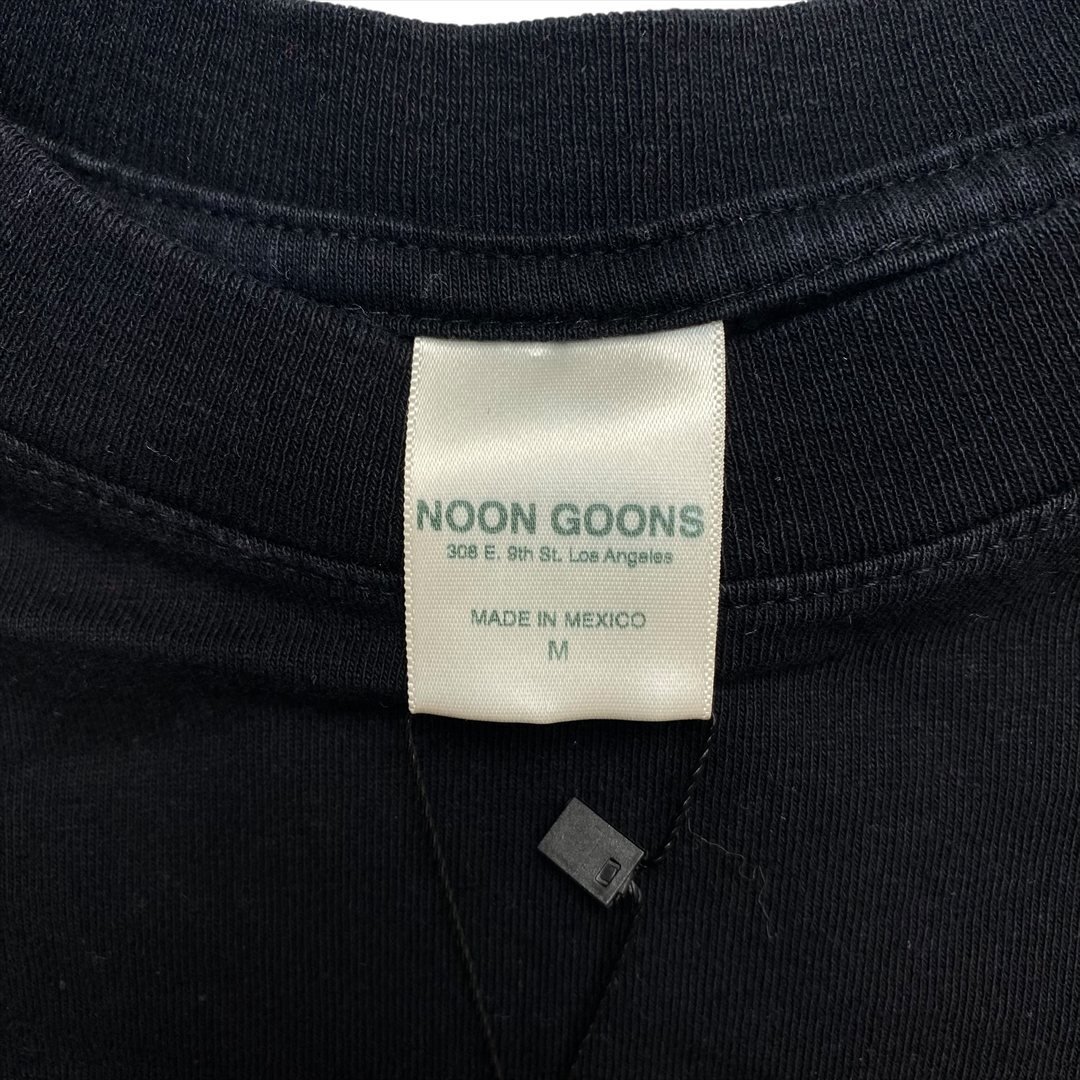 NOON GOONS
308 E. 9th St. Los Angeles
MADE IN MEXICO
M